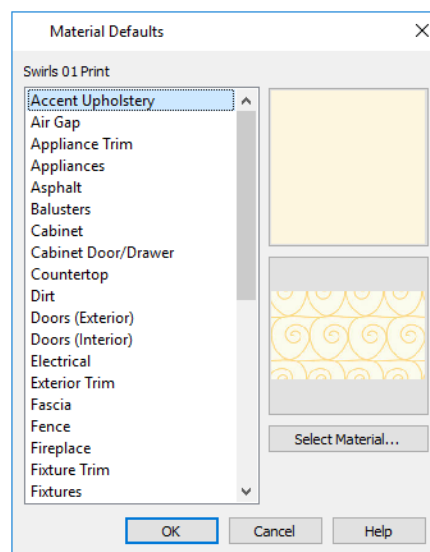 Material Defaults
Swirls 01 Print
Accent Upholstery
Air Gap
Appliance Trim
Appliances
Asphalt
Balusters
Cabinet
Cabinet Door/Drawer
Countertop
Dirt
Doors (Exterior)
Doors (Interior)
Electrical
Exterior Trim
Fascia
Fence
Fireplace
Fixture Trim
Fixtures
Select Material...
OK
Cancel
Help